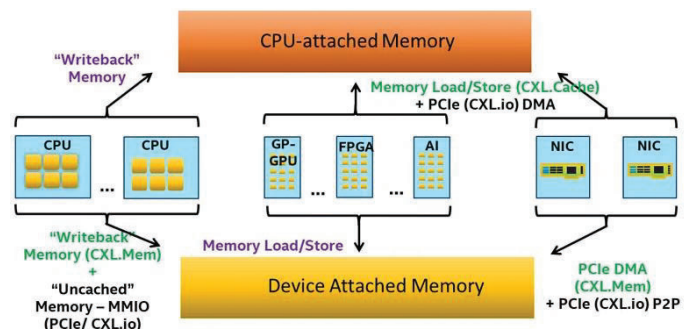 CPU-attached Memory
“Writeback”
Memory
Memory Load/Store (CXL.Cache)
+ PCIe (CXL.io) DMA
CPU
CPU
...
GP-
GPU
FPGA
AI
...
...
NIC
NIC
...
“Writeback”
Memory (CXL.Mem)
+
“Uncached”
Memory – MMIO
(PCIe/ CXL.io)
Memory Load/Store
Device Attached Memory
PCIe DMA
(CXL.Mem)
+ PCIe (CXL.io) P2P